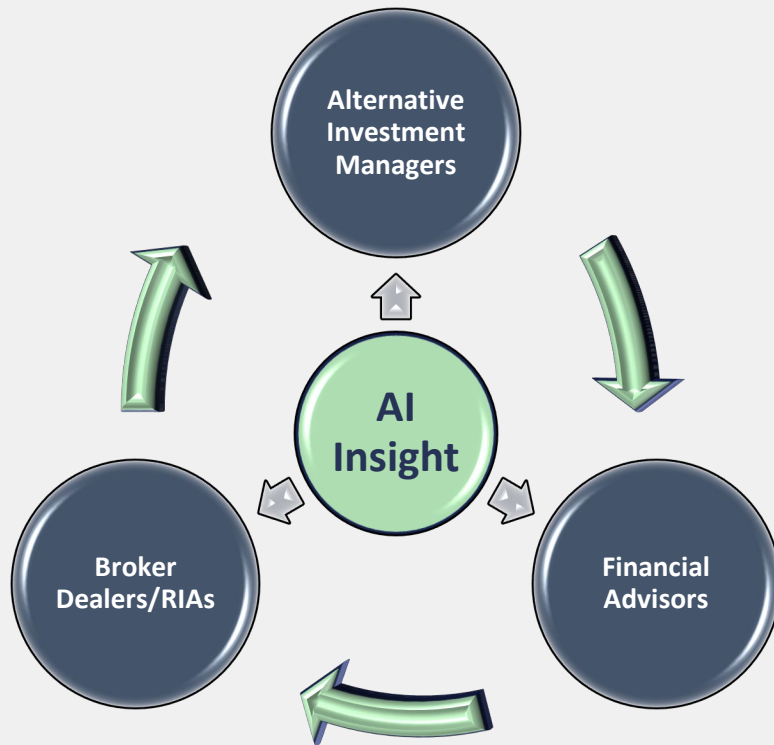 Alternative
Investment
Managers
AI
Insight
Broker
Dealers/RIAs
Financial
Advisors